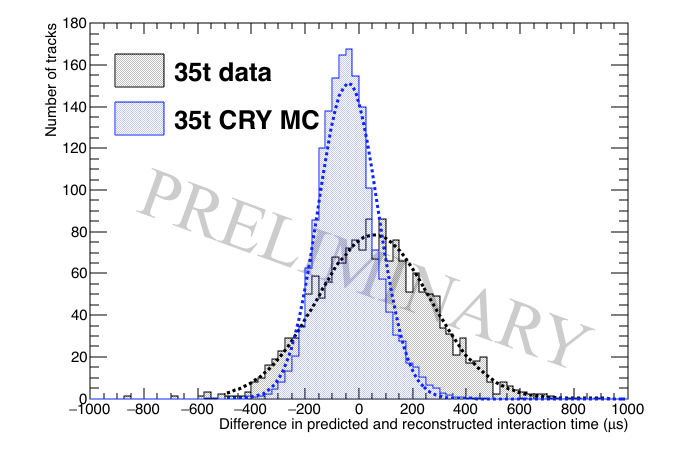 180
160
140
120
100
80
60
40
20
0
Number of tracks
35t data
35t CRY MC
PRELIMINARY
−1000 −800 −600 −400 −200 0 200 400 600 800 1000
Difference in predicted and reconstructed interaction time (μs)